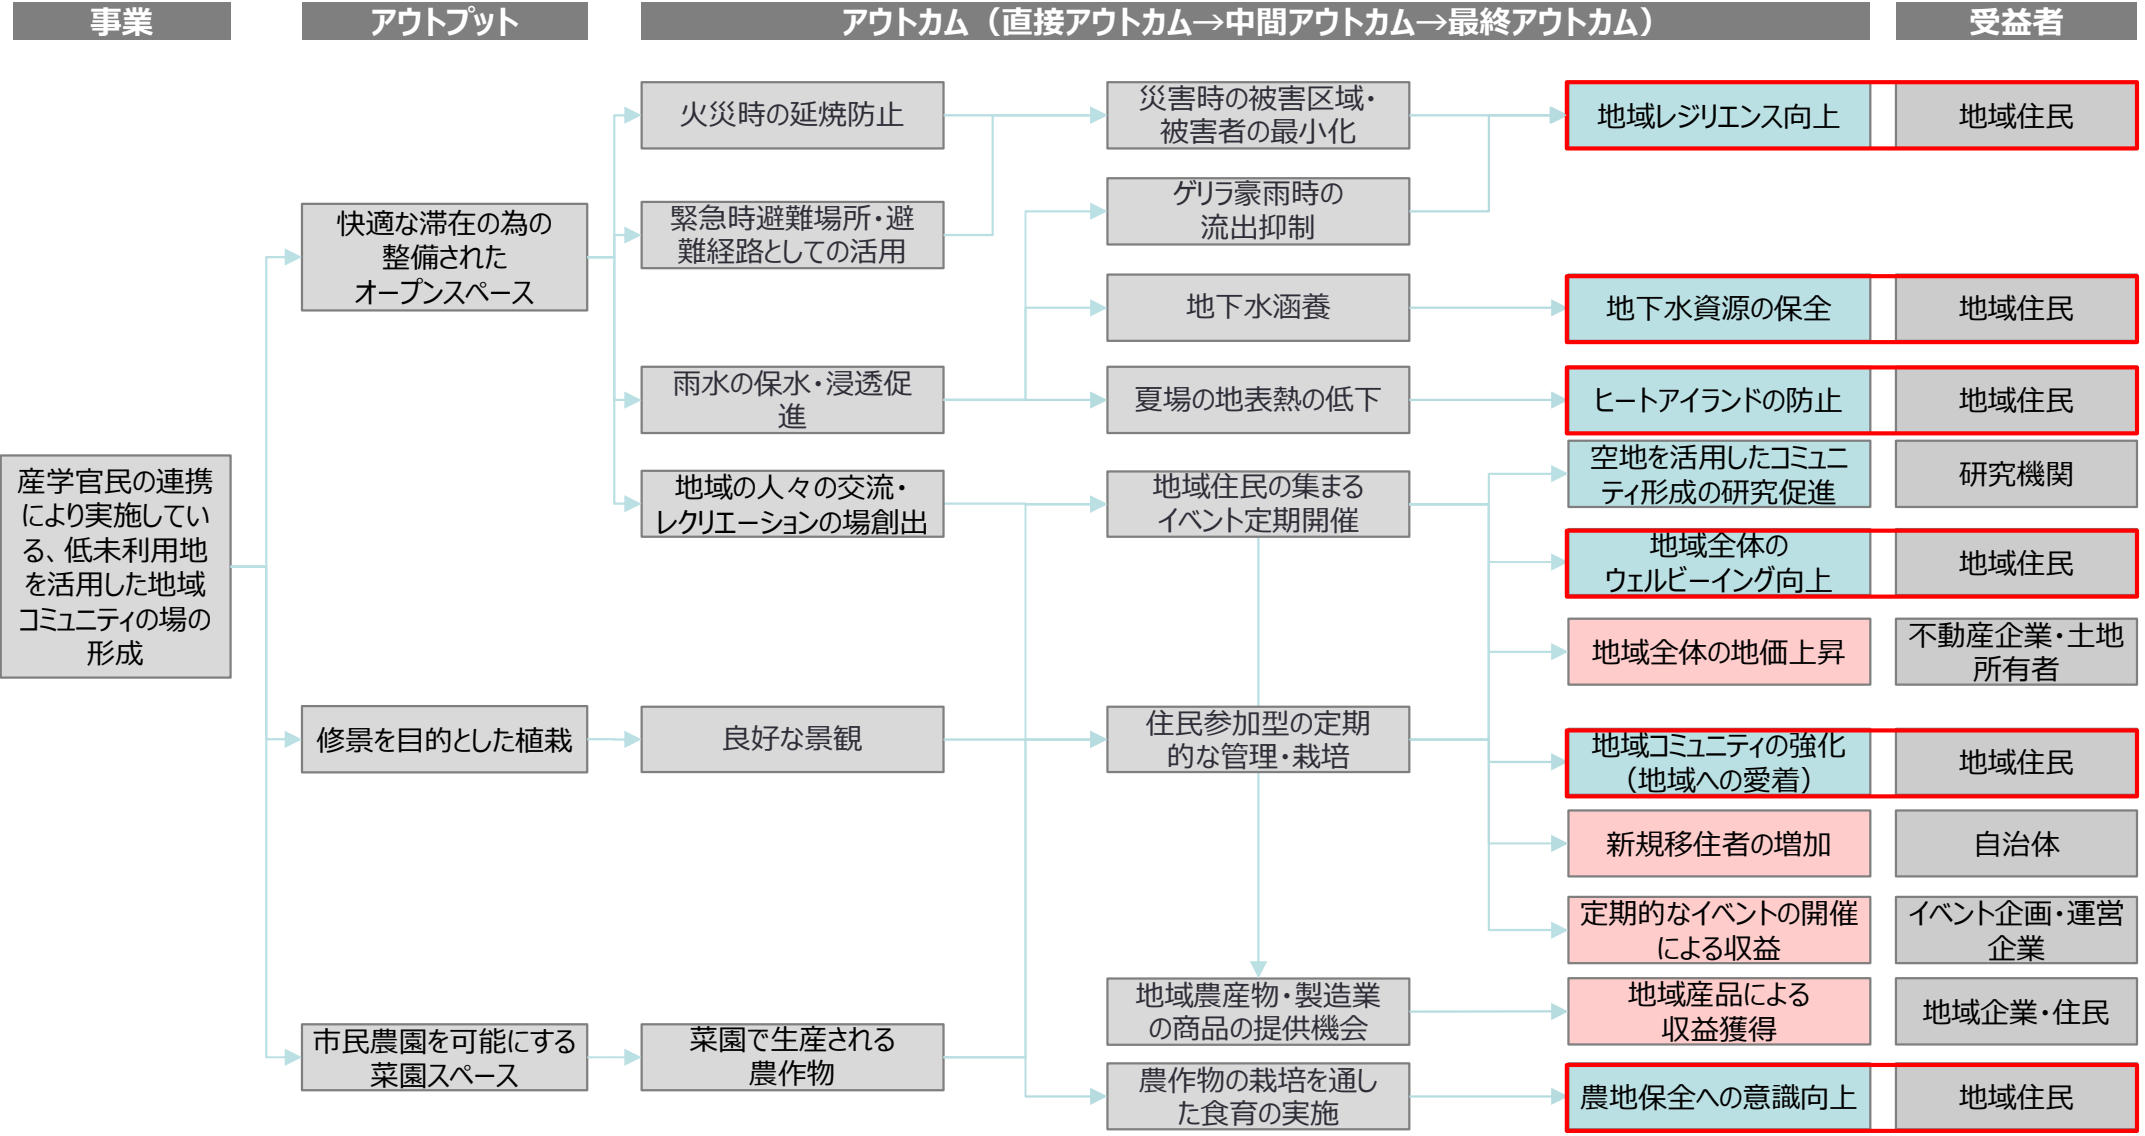 事業
アウトプット
アウトカム（直接アウトカム→中間アウトカム→最終アウトカム）
受益者
産学官民の連携
により実施してい
る、低未利用地
を活用した地域
コミュニティの場の
形成
快適な滞在の為の
整備された
オープンスペース
修景を目的とした植栽
市民農園を可能にする
菜園スペース
火災時の延焼防止
緊急時避難場所・避
難経路としての活用
雨水の保水・浸透促
進
地域の人々の交流・
レクリエーションの場創出
良好な景観
菜園で生産される
農作物
災害時の被害区域・
被害者の最小化
ゲリラ豪雨時の
流出抑制
地下水涵養
夏場の地表熱の低下
地域住民の集まる
イベント定期開催
住民参加型の定期
的な管理・栽培
地域農産物・製造業
の商品の提供機会
農作物の栽培を通し
た食育の実施
地域レジリエンス向上
地域住民
地下水資源の保全
地域住民
ヒートアイランドの防止
地域住民
空地を活用したコミュニ
ティ形成の研究促進
研究機関
地域全体の
ウェルビーイング向上
地域住民
地域全体の地価上昇
不動産企業・土地
所有者
地域コミュニティの強化
（地域への愛着）
地域住民
新規移住者の増加
自治体
定期的なイベントの開催
による収益
イベント企画・運営
企業
地域産品による
収益獲得
地域企業・住民
農地保全への意識向上
地域住民